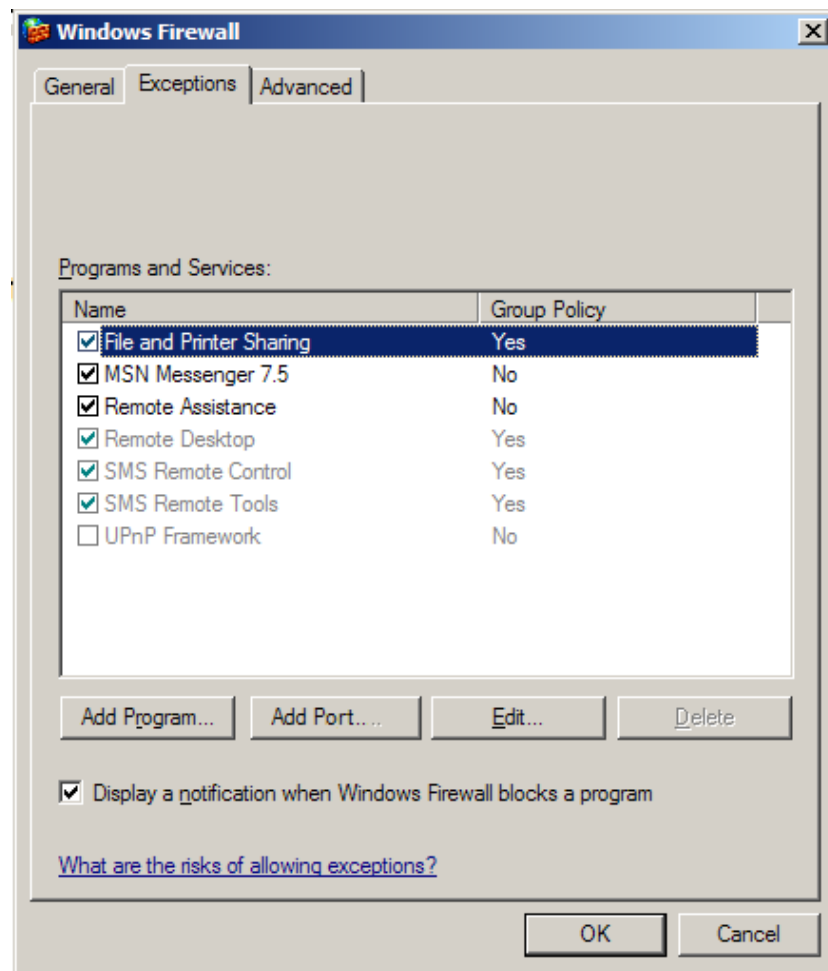 Windows Firewall
General Exceptions Advanced
Programs and Services:
Name Group Policy
File and Printer Sharing Yes
MSN Messenger 7.5 No
Remote Assistance No
Remote Desktop Yes
SMS Remote Control Yes
SMS Remote Tools Yes
UPnP Framework No
Add Program... Add Port.. .. Edit... Delete
Display a notification when Windows Firewall blocks a program
What are the risks of allowing exceptions?
OK Cancel